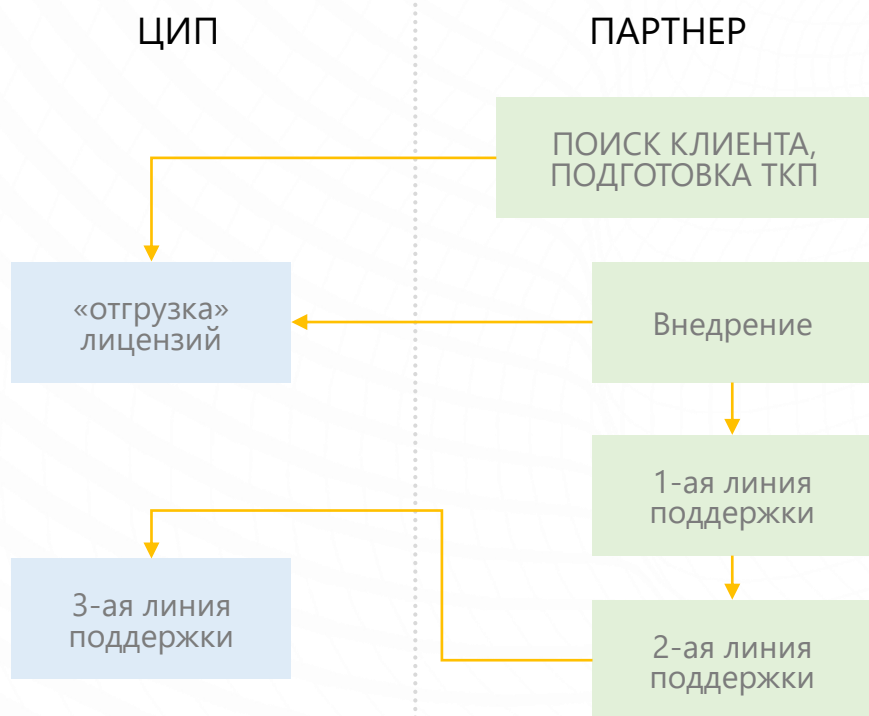 ЦИП
ПАРТНЕР
ПОИСК КЛИЕНТА,
ПОДГОТОВКА ТКП
«отгрузка»
лицензий
Внедрение
1-ая линия
поддержки
3-ая линия
поддержки
2-ая линия
поддержки